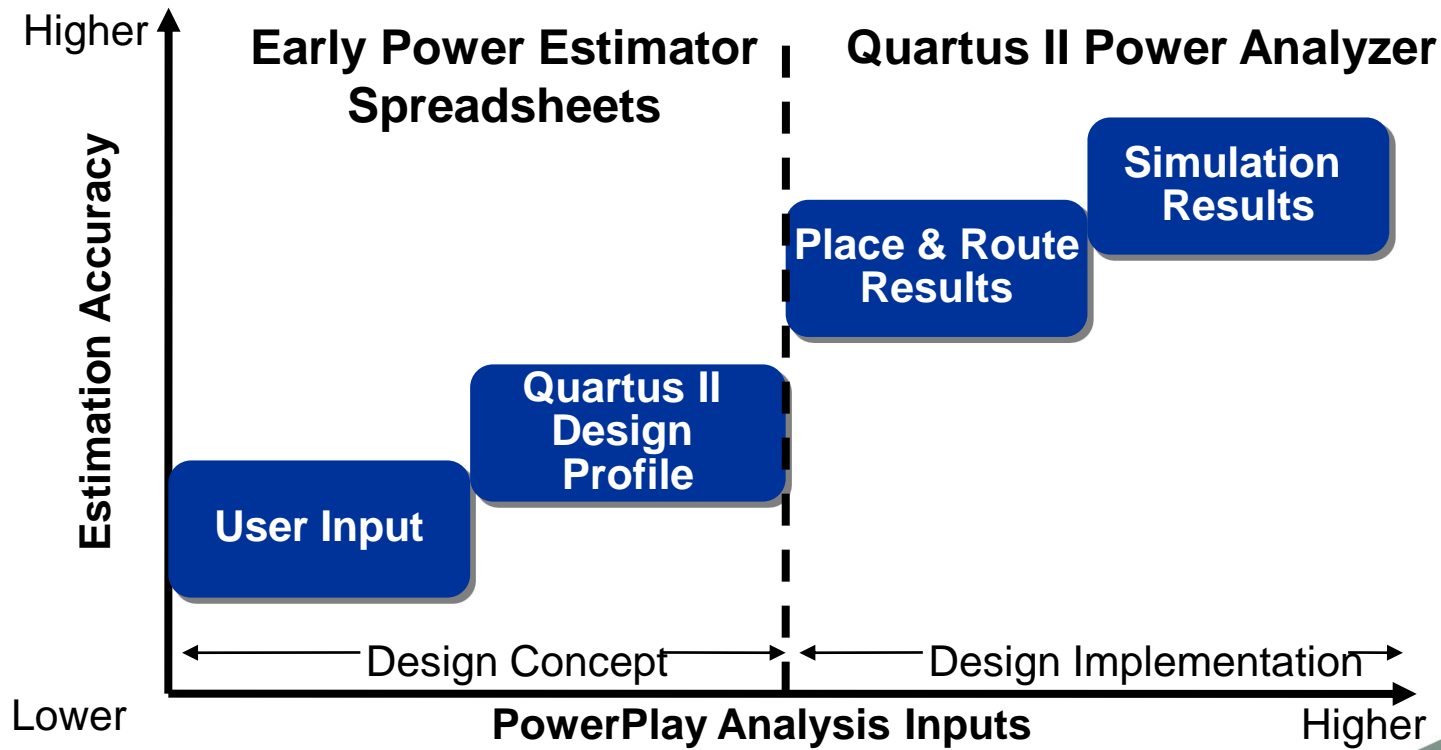 Higher
Early Power Estimator
Spreadsheets
Quartus II Power Analyzer
Estimation Accuracy
Simulation
Results
Place & Route
Results
Quartus II
Design
Profile
User Input
Design Concept
Design Implementation
Lower
PowerPlay Analysis Inputs
Higher